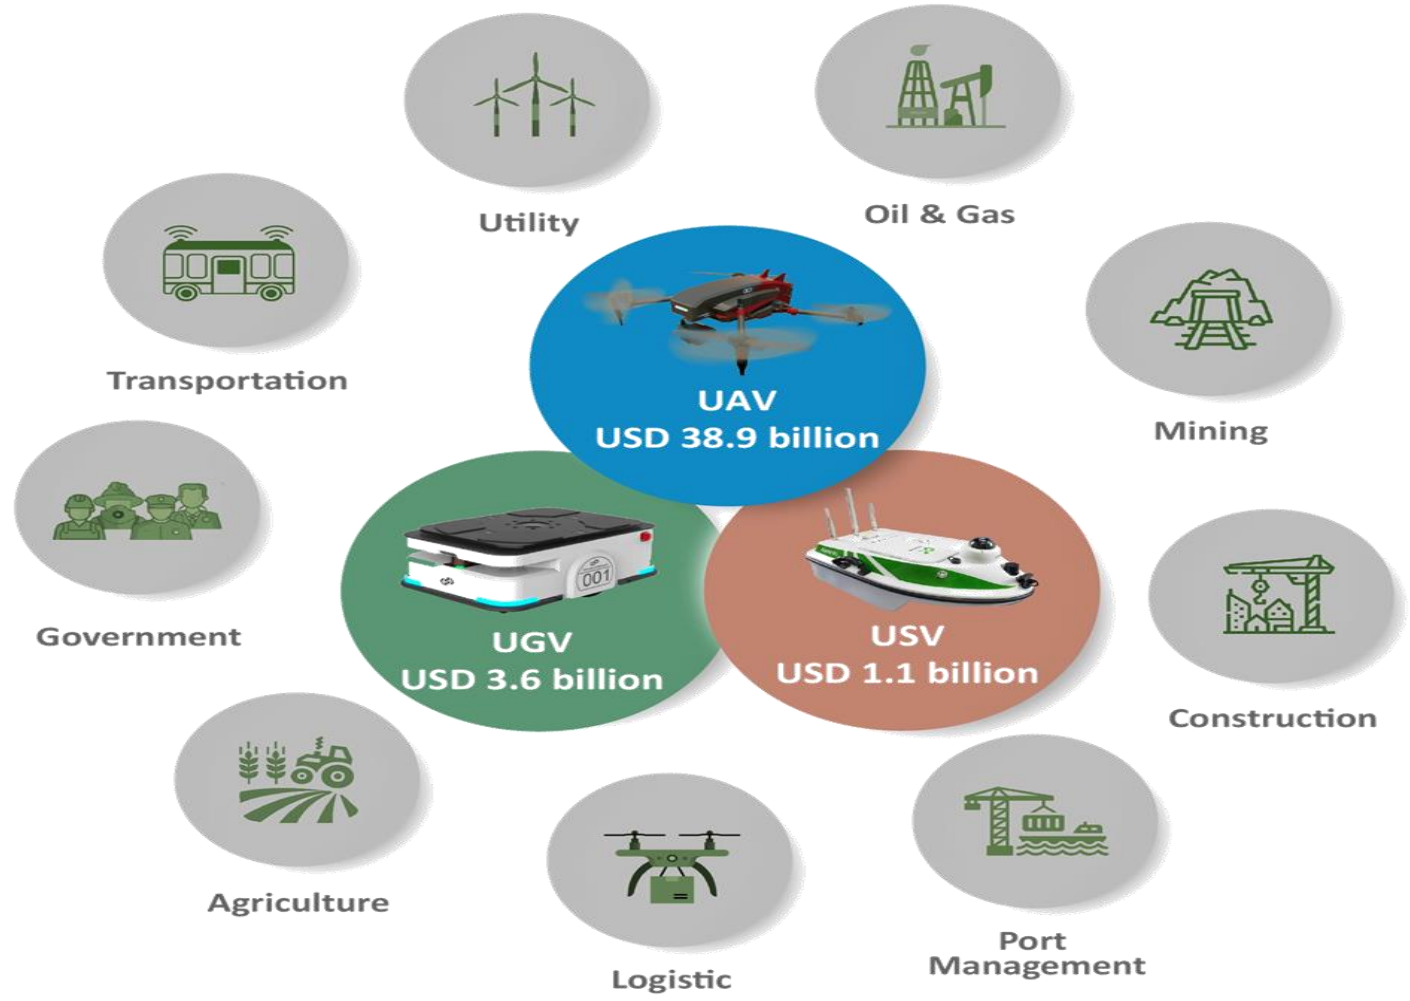 Utility
Oil & Gas
Transportation
Mining
UAV
USD 38.9 billion
Government
001
UGV
USD 3.6 billion
USV
USD 1.1 billion
Construction
Agriculture
Logistic
Port
Management